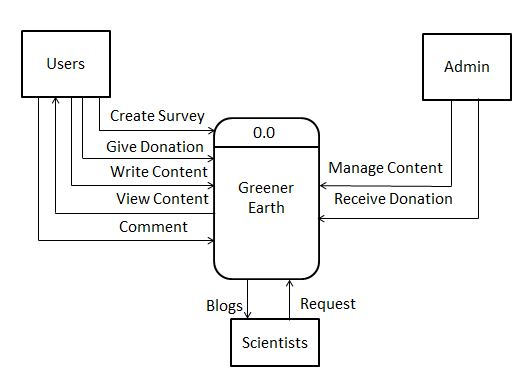 Users
Admin
Create Survey
0.0
Give Donation
Write Content
Manage Content
Greener
Earth
View Content
Receive Donation
Comment
Blogs
Request
Scientists